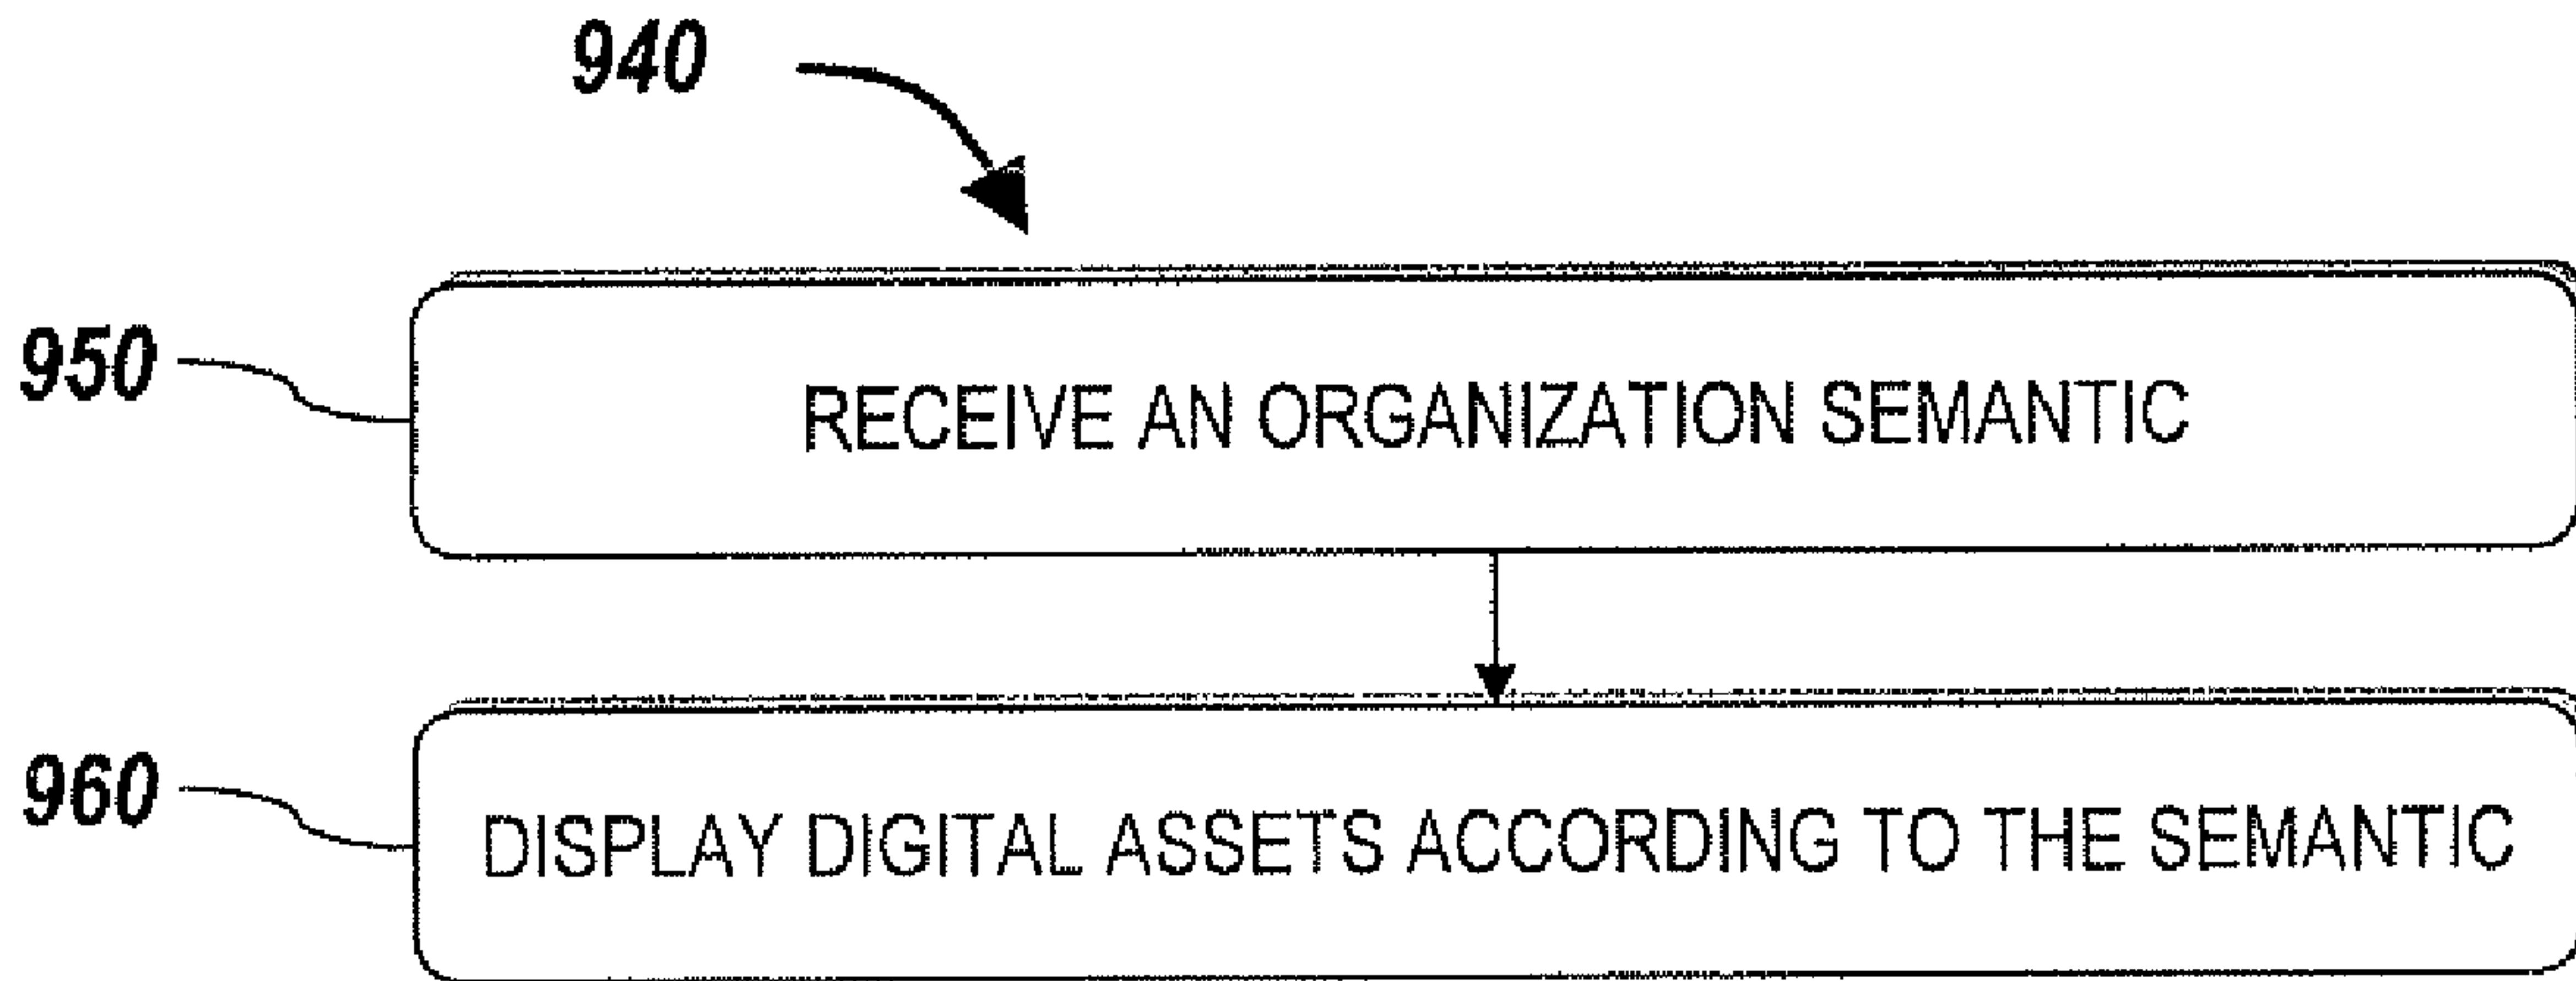 940
950
RECEIVE AN ORGANIZATION SEMANTIC
960
DISPLAY DIGITAL ASSETS ACCORDING TO THE SEMANTIC